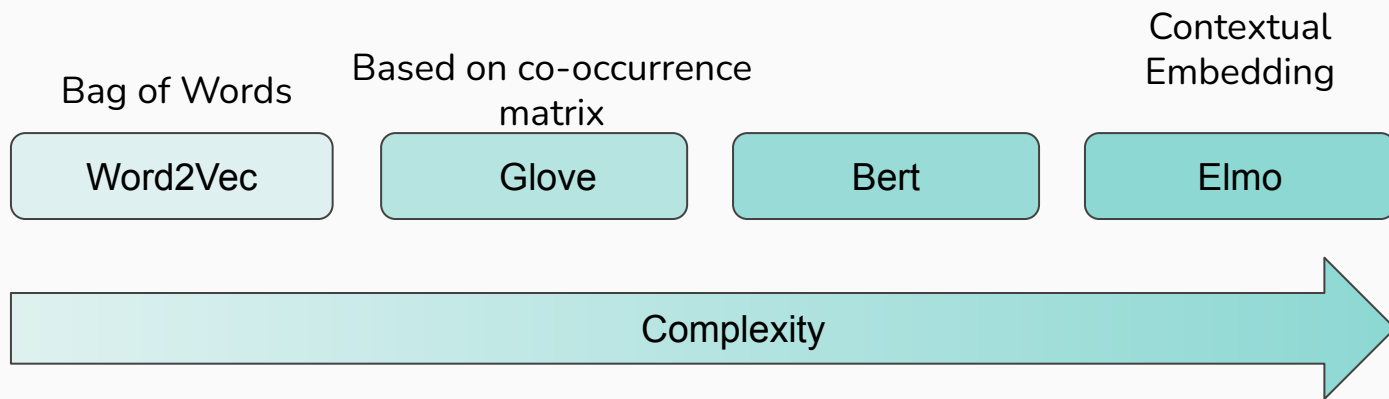 Bag of Words
Based on co-occurrence
matrix
Contextual
Embedding
Word2Vec
Glove
Bert
Elmo
Complexity